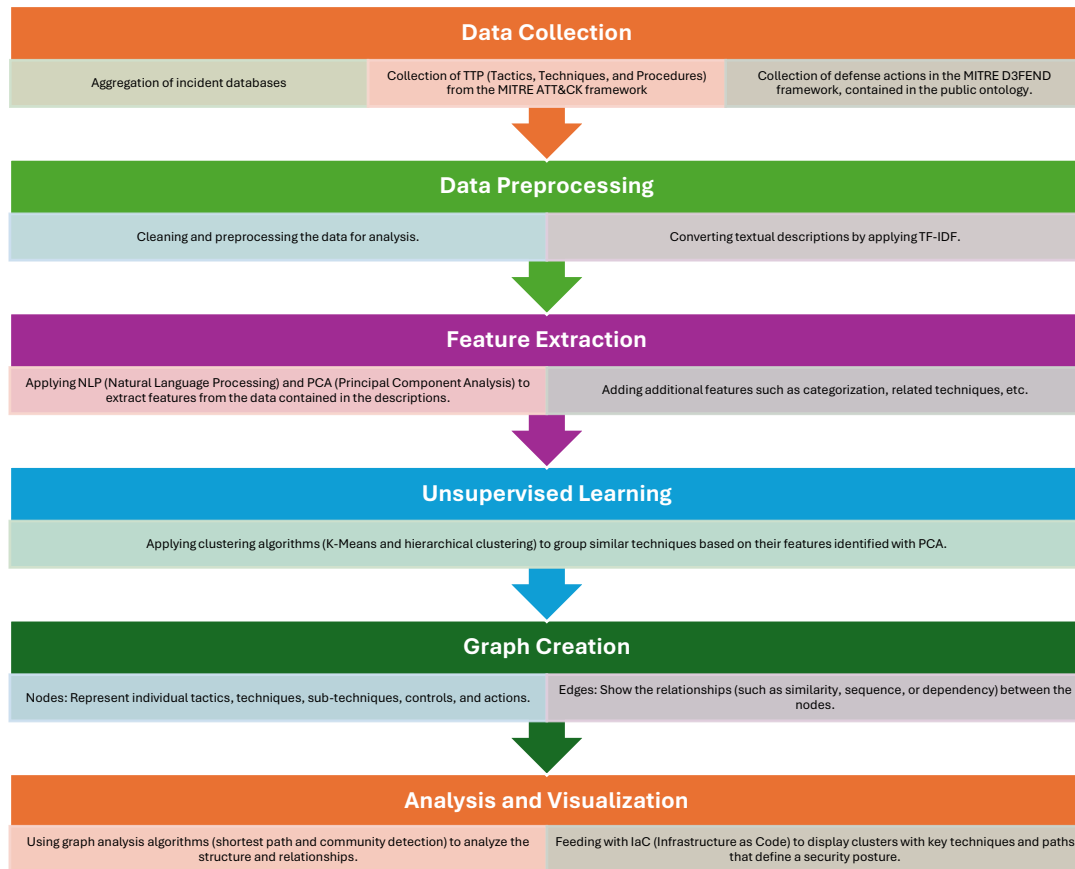 Data Collection
Aggregation of incident databases
Collection of TTP (Tactics, Techniques, and Procedures)
from the MITRE ATT&CK framework
Collection of defense actions in the MITRE D3FEND
framework, contained in the public ontology.
Data Preprocessing
Cleaning and preprocessing the data for analysis.
Converting textual descriptions by applying TF-IDF.
Feature Extraction
Applying NLP (Natural Language Processing) and PCA (Principal Component Analysis) to
extract features from the data contained in the descriptions.
Adding additional features such as categorization, related techniques, etc.
Unsupervised Learning
Applying clustering algorithms (K-Means and hierarchical clustering) to group similar techniques based on their features identified with PCA.
Graph Creation
Nodes: Represent individual tactics, techniques, sub-techniques, controls, and actions.
Edges: Show the relationships (such as similarity, sequence, or dependency) between the
nodes.
Analysis and Visualization
Using graph analysis algorithms (shortest path and community detection) to analyze the
structure and relationships.
Feeding with IaC (Infrastructure as Code) to display clusters with key techniques and paths
that define a security posture.